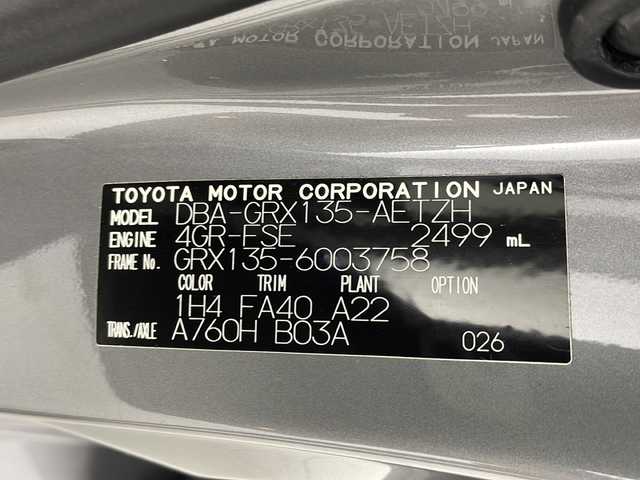 TOYOTA MOTOR CORPORATION JAPAN
MODEL DBA-GRX135-AETZH
ENGINE 4GR-FSE 2499 mL
FRAME No. GRX135-6003758
COLOR TRIM PLANT OPTION
1H4 FA40 A22
TRANS./AXLE A760H B03A 026